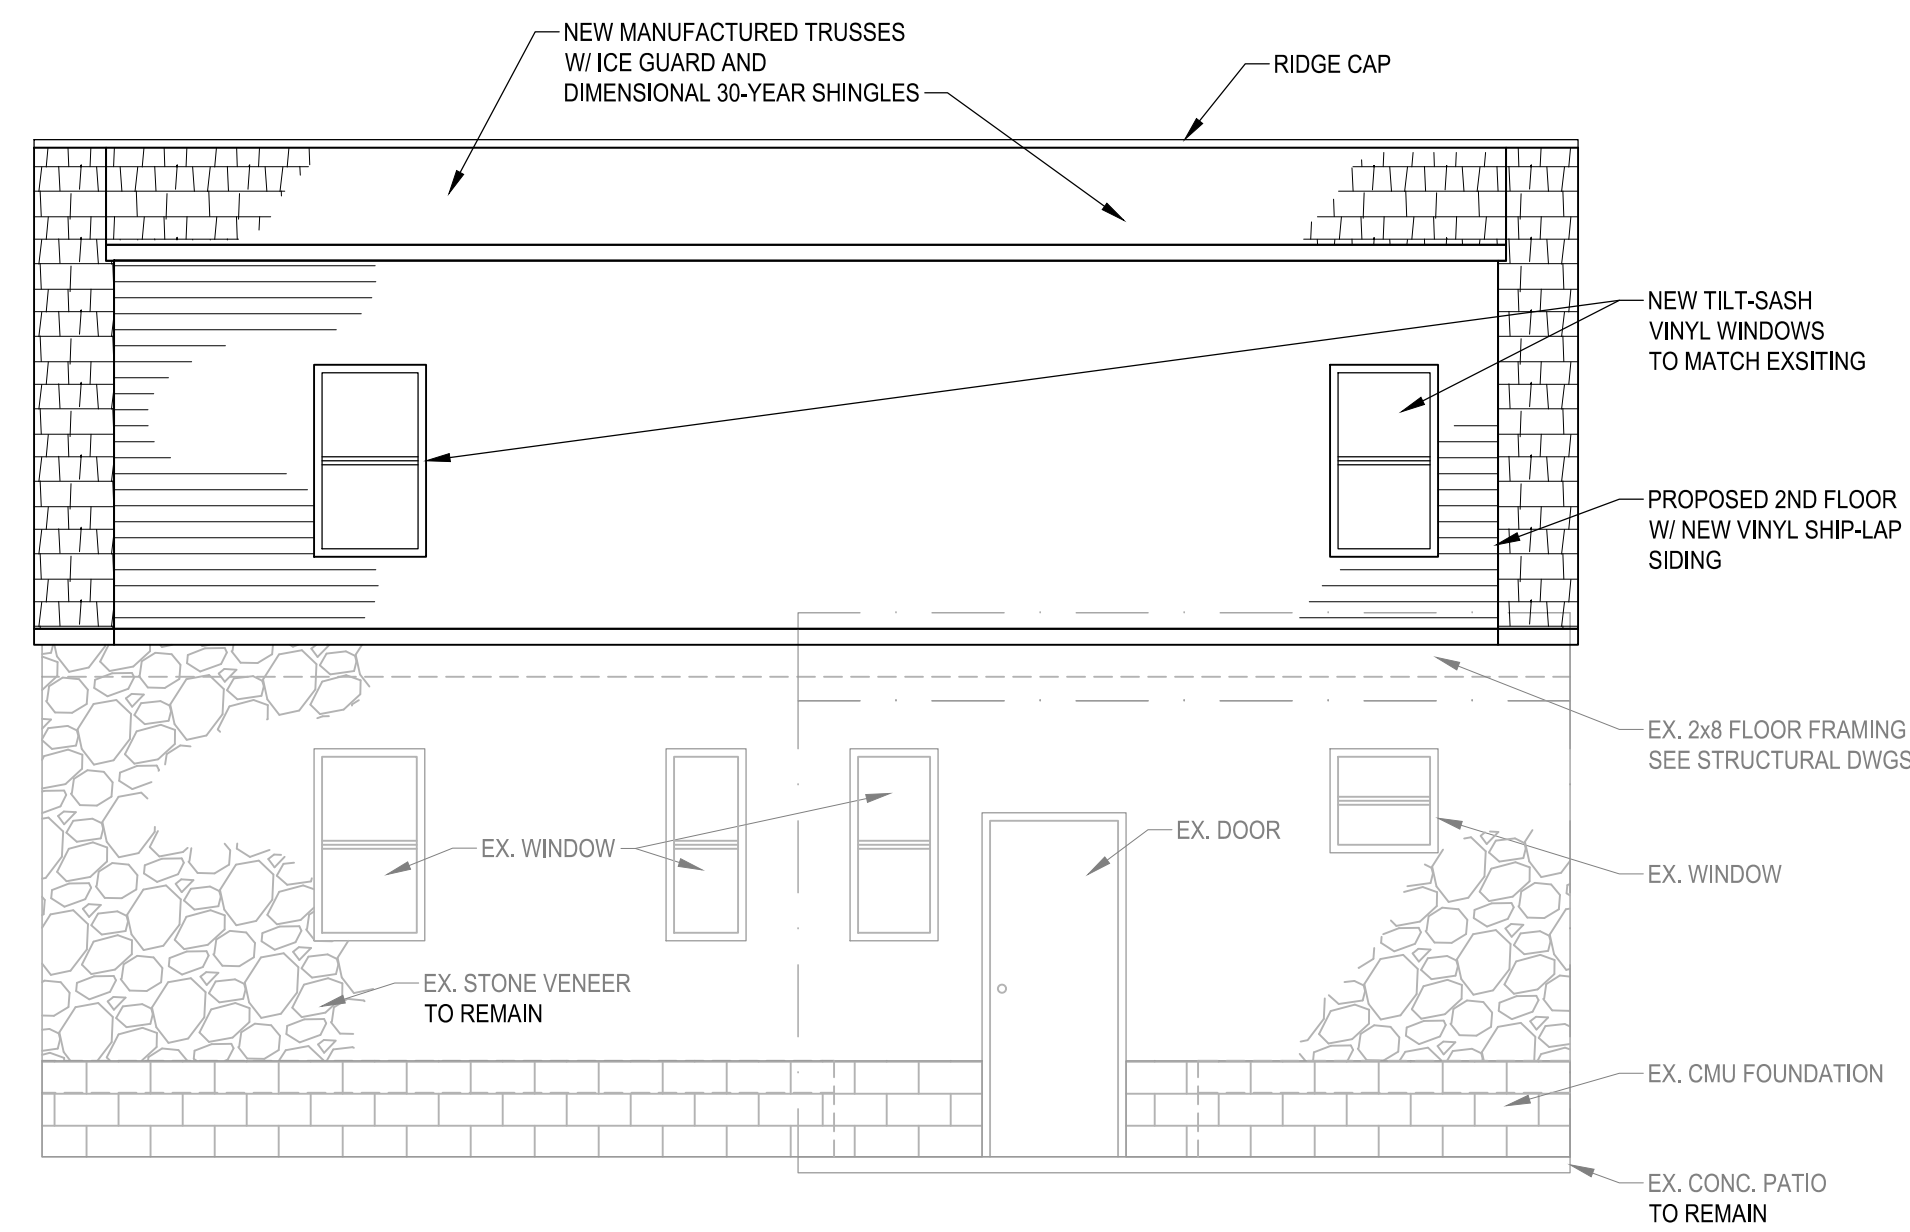 NEW MANUFACTURED TRUSSES
W/ ICE GUARD AND
DIMENSIONAL 30-YEAR SHINGLES
RIDGE CAP
NEW TILT-SASH
VINYL WINDOWS
TO MATCH EXSITING
PROPOSED 2ND FLOOR
W/ NEW VINYL SHIP-LAP
SIDING
EX. 2x8 FLOOR FRAMING
SEE STRUCTURAL DWGS
EX. WINDOW
EX. DOOR
EX. WINDOW
EX. STONE VENEER
TO REMAIN
EX. CMU FOUNDATION
EX. CONC. PATIO
TO REMAIN